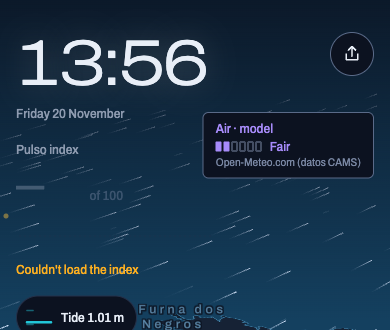 13:56
Friday 20 November
Air · model
Fair
Open-Meteo.com (datos CAMS)
Pulso index
of 100
Couldn't load the index
Tide 1.01 m
Furna dos
Negros